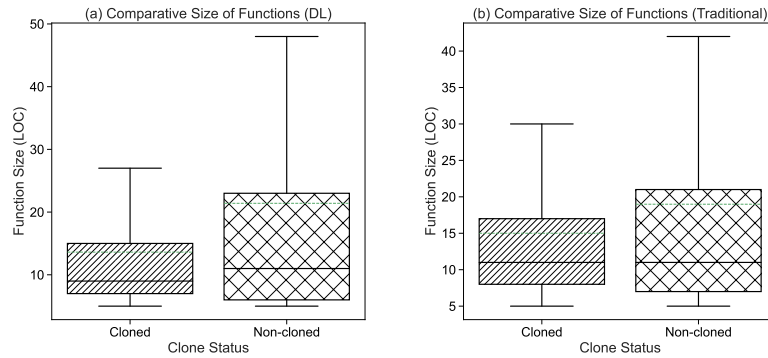 (a) Comparative Size of Functions (DL)
50
40
30
20
10
Function Size (LOC)
Cloned
Non-cloned
Clone Status
(b) Comparative Size of Functions (Traditional)
40
35
30
25
20
15
10
5
Function Size (LOC)
Cloned
Non-cloned
Clone Status